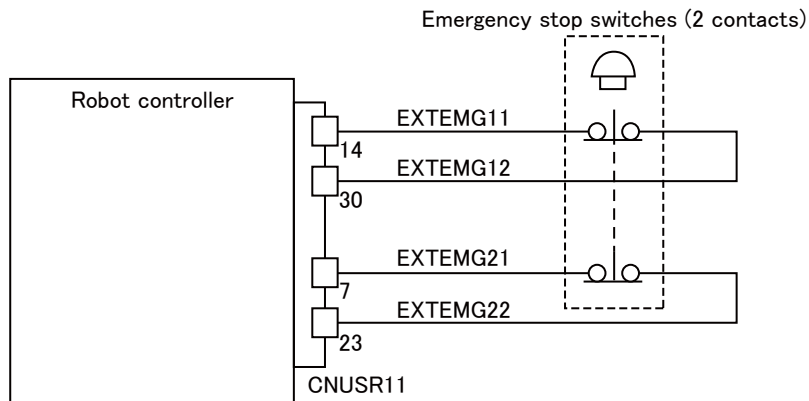 Emergency stop switches (2 contacts)
Robot controller
EXTEMG11
14
EXTEMG12
30
EXTEMG21
7
EXTEMG22
23
CNUSR11